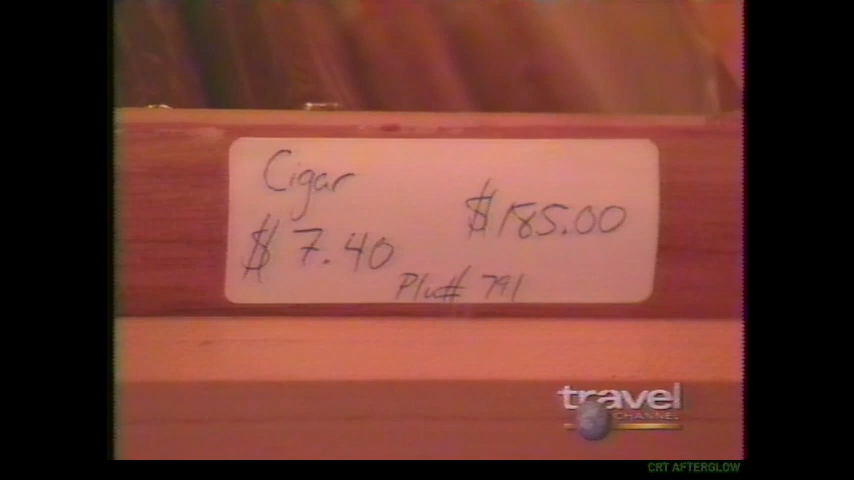 Cigar
$7.40
$185.00
Plu# 791
travel
CHANNEL
CRT AFTERGLOW